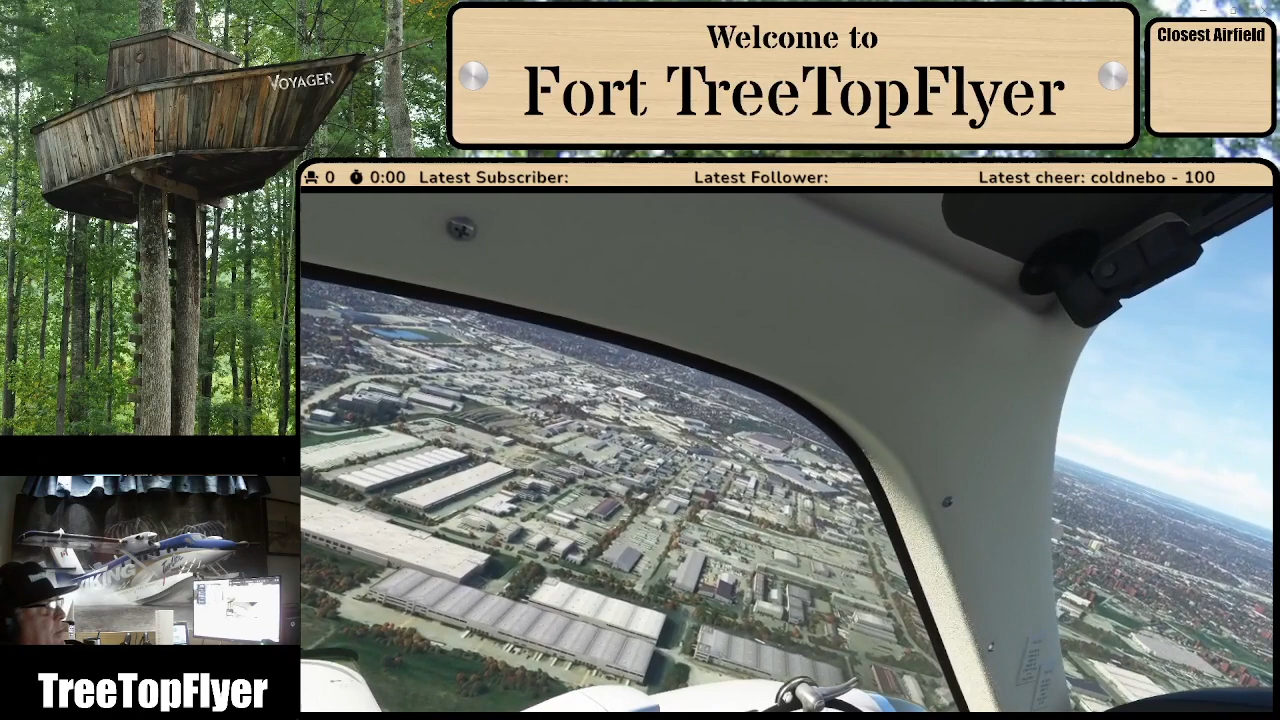 VOYAGER
Welcome to
Fort TreeTopFlyer
Closest Airfield
0 0:00 Latest Subscriber: Latest Follower: Latest cheer: coldnebo - 100
VIKING
TreeTopFlyer